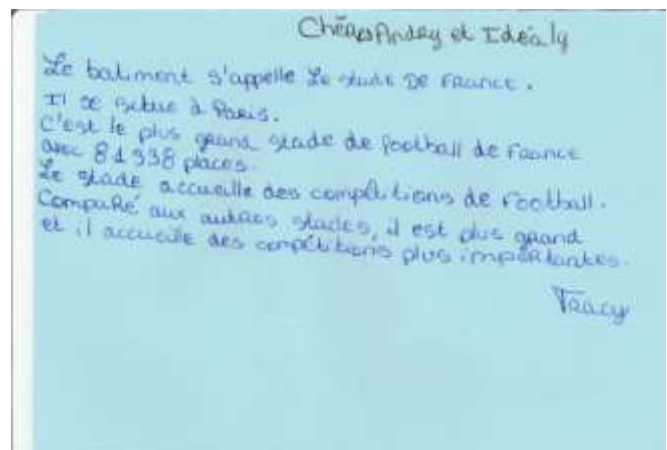 Chères Andry et Idéaly
Le batiment s'appelle Le stade De France.
Il se situe à Paris.
C'est le plus grand stade de football de France
avec 81 338 places.
Le stade accueille des compétitions de Football.
Comparé aux autres stades, il est plus grand
et il accueille des compétitions plus importantes.
Tracy